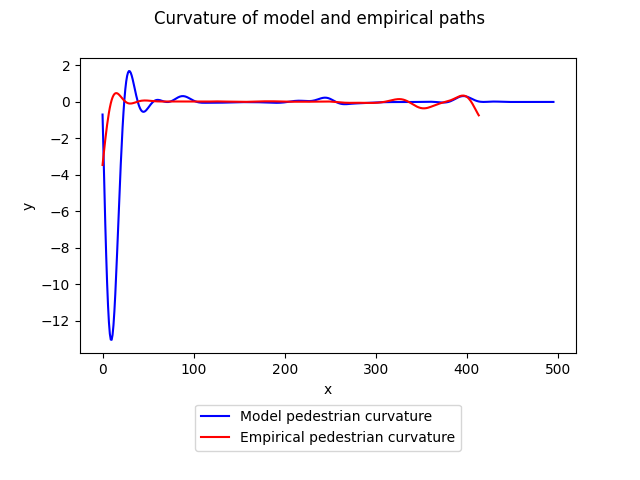 Curvature of model and empirical paths
2
0
−2
−4
−6
−8
−10
−12
y
0 100 200 300 400 500
x
Model pedestrian curvature
Empirical pedestrian curvature